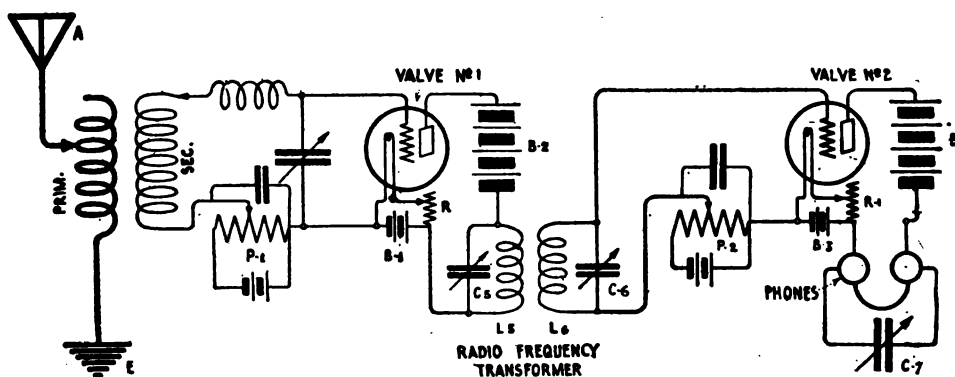 A
VALVE Nº1
VALVE Nº2
PRIM.
SEC.
B-2
B
R
R-1
P-1
B-1
P-2
B-3
C5
C-6
PHONES
L5 L6
E
RADIO FREQUENCY
TRANSFORMER
C-7